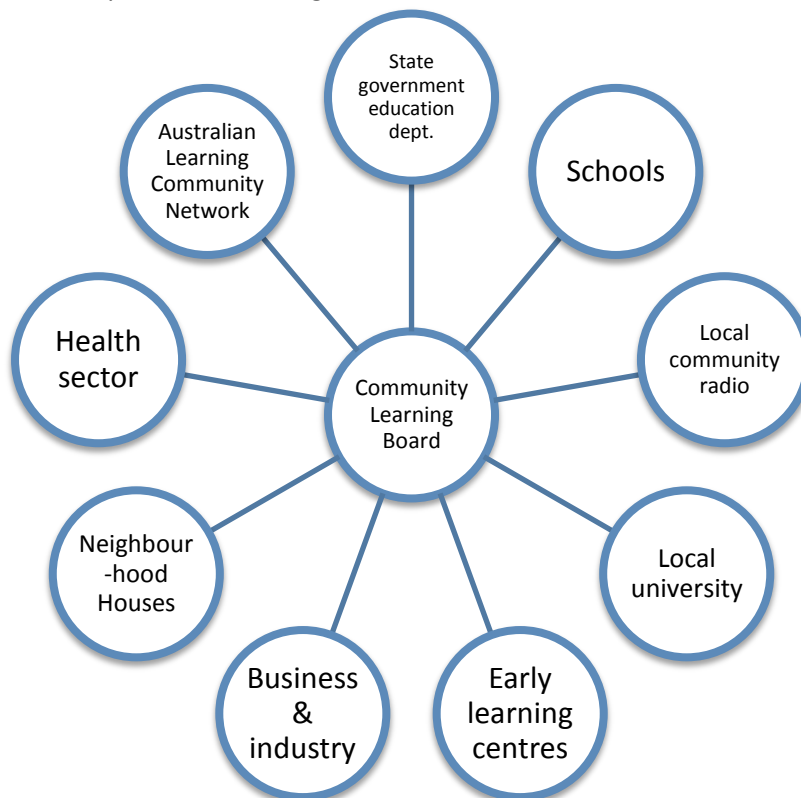 State
government
education
dept.
Schools
Local
community
radio
Local
university
Early
learning
centres
Business
&
industry
Neighbour
-hood
Houses
Health
sector
Australian
Learning
Community
Network
Community
Learning
Board